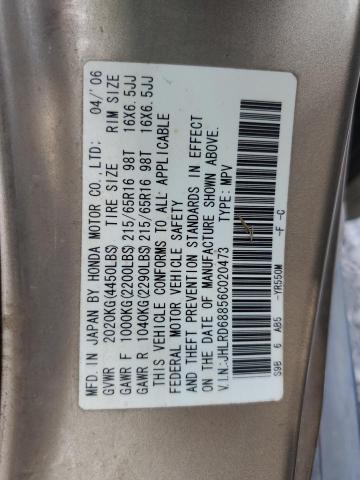 MFD. IN JAPAN BY HONDA MOTOR CO.,LTD: 04/'06
GVWR 2020KG(4450LBS) TIRE SIZE RIM SIZE
GAWR F 1000KG(2200LBS) 215/65R16 98T 16X6.5JJ
GAWR R 1040KG(2290LBS) 215/65R16 98T 16X6.5JJ
THIS VEHICLE CONFORMS TO ALL APPLICABLE
FEDERAL MOTOR VEHICLE SAFETY
AND THEFT PREVENTION STANDARDS IN EFFECT
ON THE DATE OF MANUFACTURE SHOWN ABOVE.
V.I.N:JHLRD68856C020473 TYPE: MPV
S9B 6 AB5 -YR550M -F -C